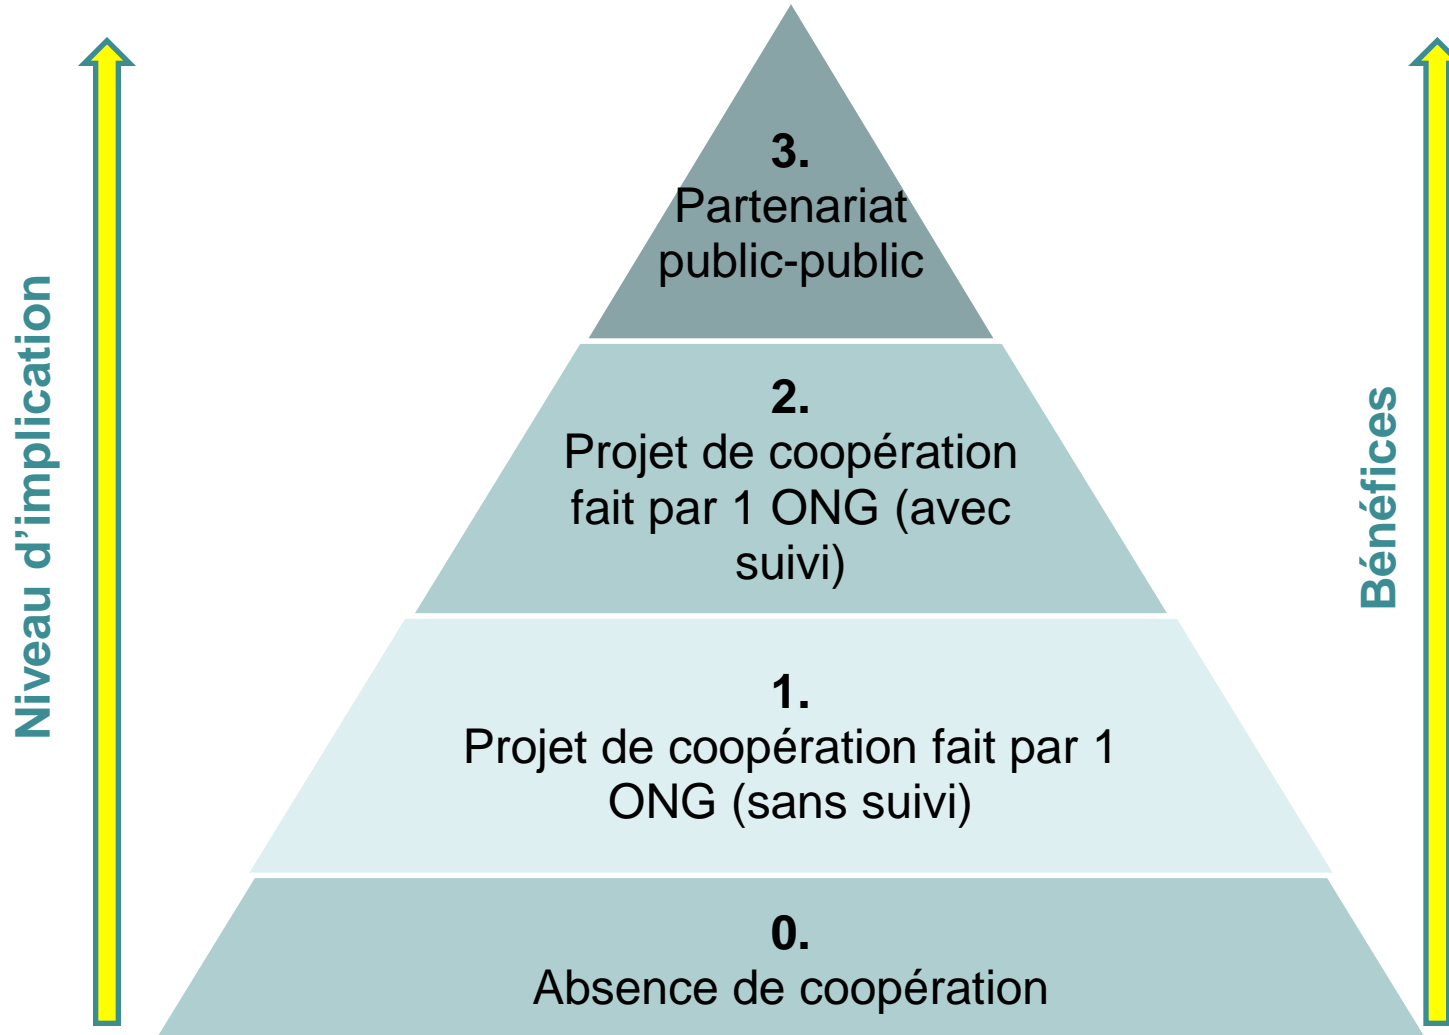 Niveau d’implication
3.
Partenariat
public-public
2.
Projet de coopération
fait par 1 ONG (avec
suivi)
1.
Projet de coopération fait par 1
ONG (sans suivi)
0.
Absence de coopération
Bénéfices